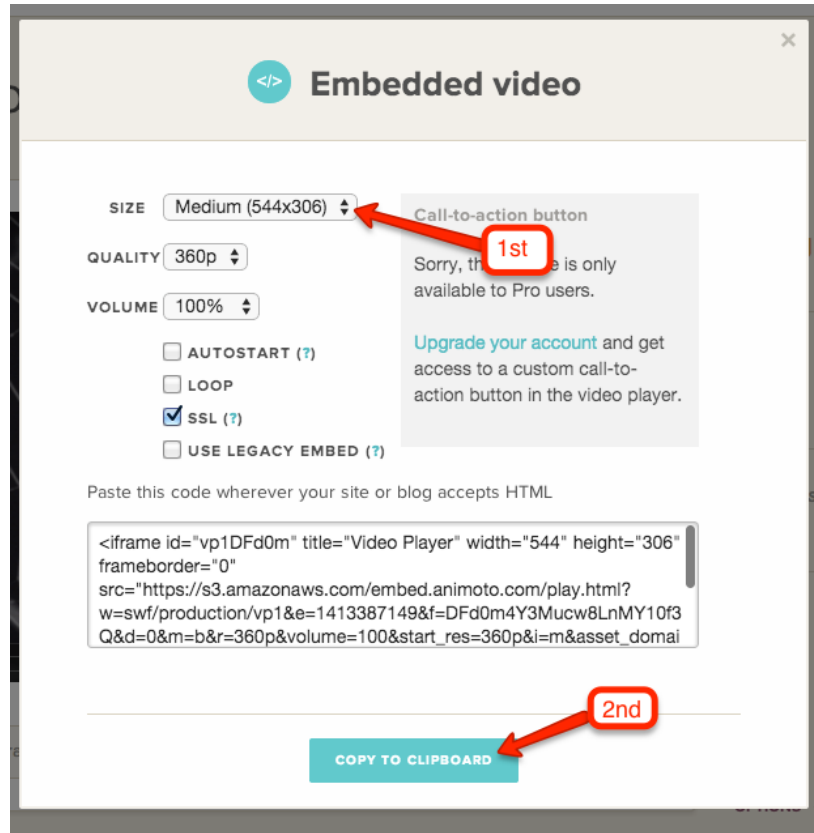 ×
</> Embedded video
SIZE Medium (544x306)
Call-to-action button
1st
QUALITY 360p
Sorry, th e is only
available to Pro users.
VOLUME 100%
AUTOSTART (?)
Upgrade your account and get
access to a custom call-to-
action button in the video player.
LOOP
SSL (?)
USE LEGACY EMBED (?)
Paste this code wherever your site or blog accepts HTML
<iframe id="vp1DFd0m" title="Video Player" width="544" height="306"
frameborder="0"
src="https://s3.amazonaws.com/embed.animoto.com/play.html?
w=swf/production/vp1&e=1413387149&f=DFd0m4Y3Mucw8LnMY10f3
Q&d=0&m=b&r=360p&volume=100&start_res=360p&i=m&asset_domai
2nd
COPY TO CLIPBOARD